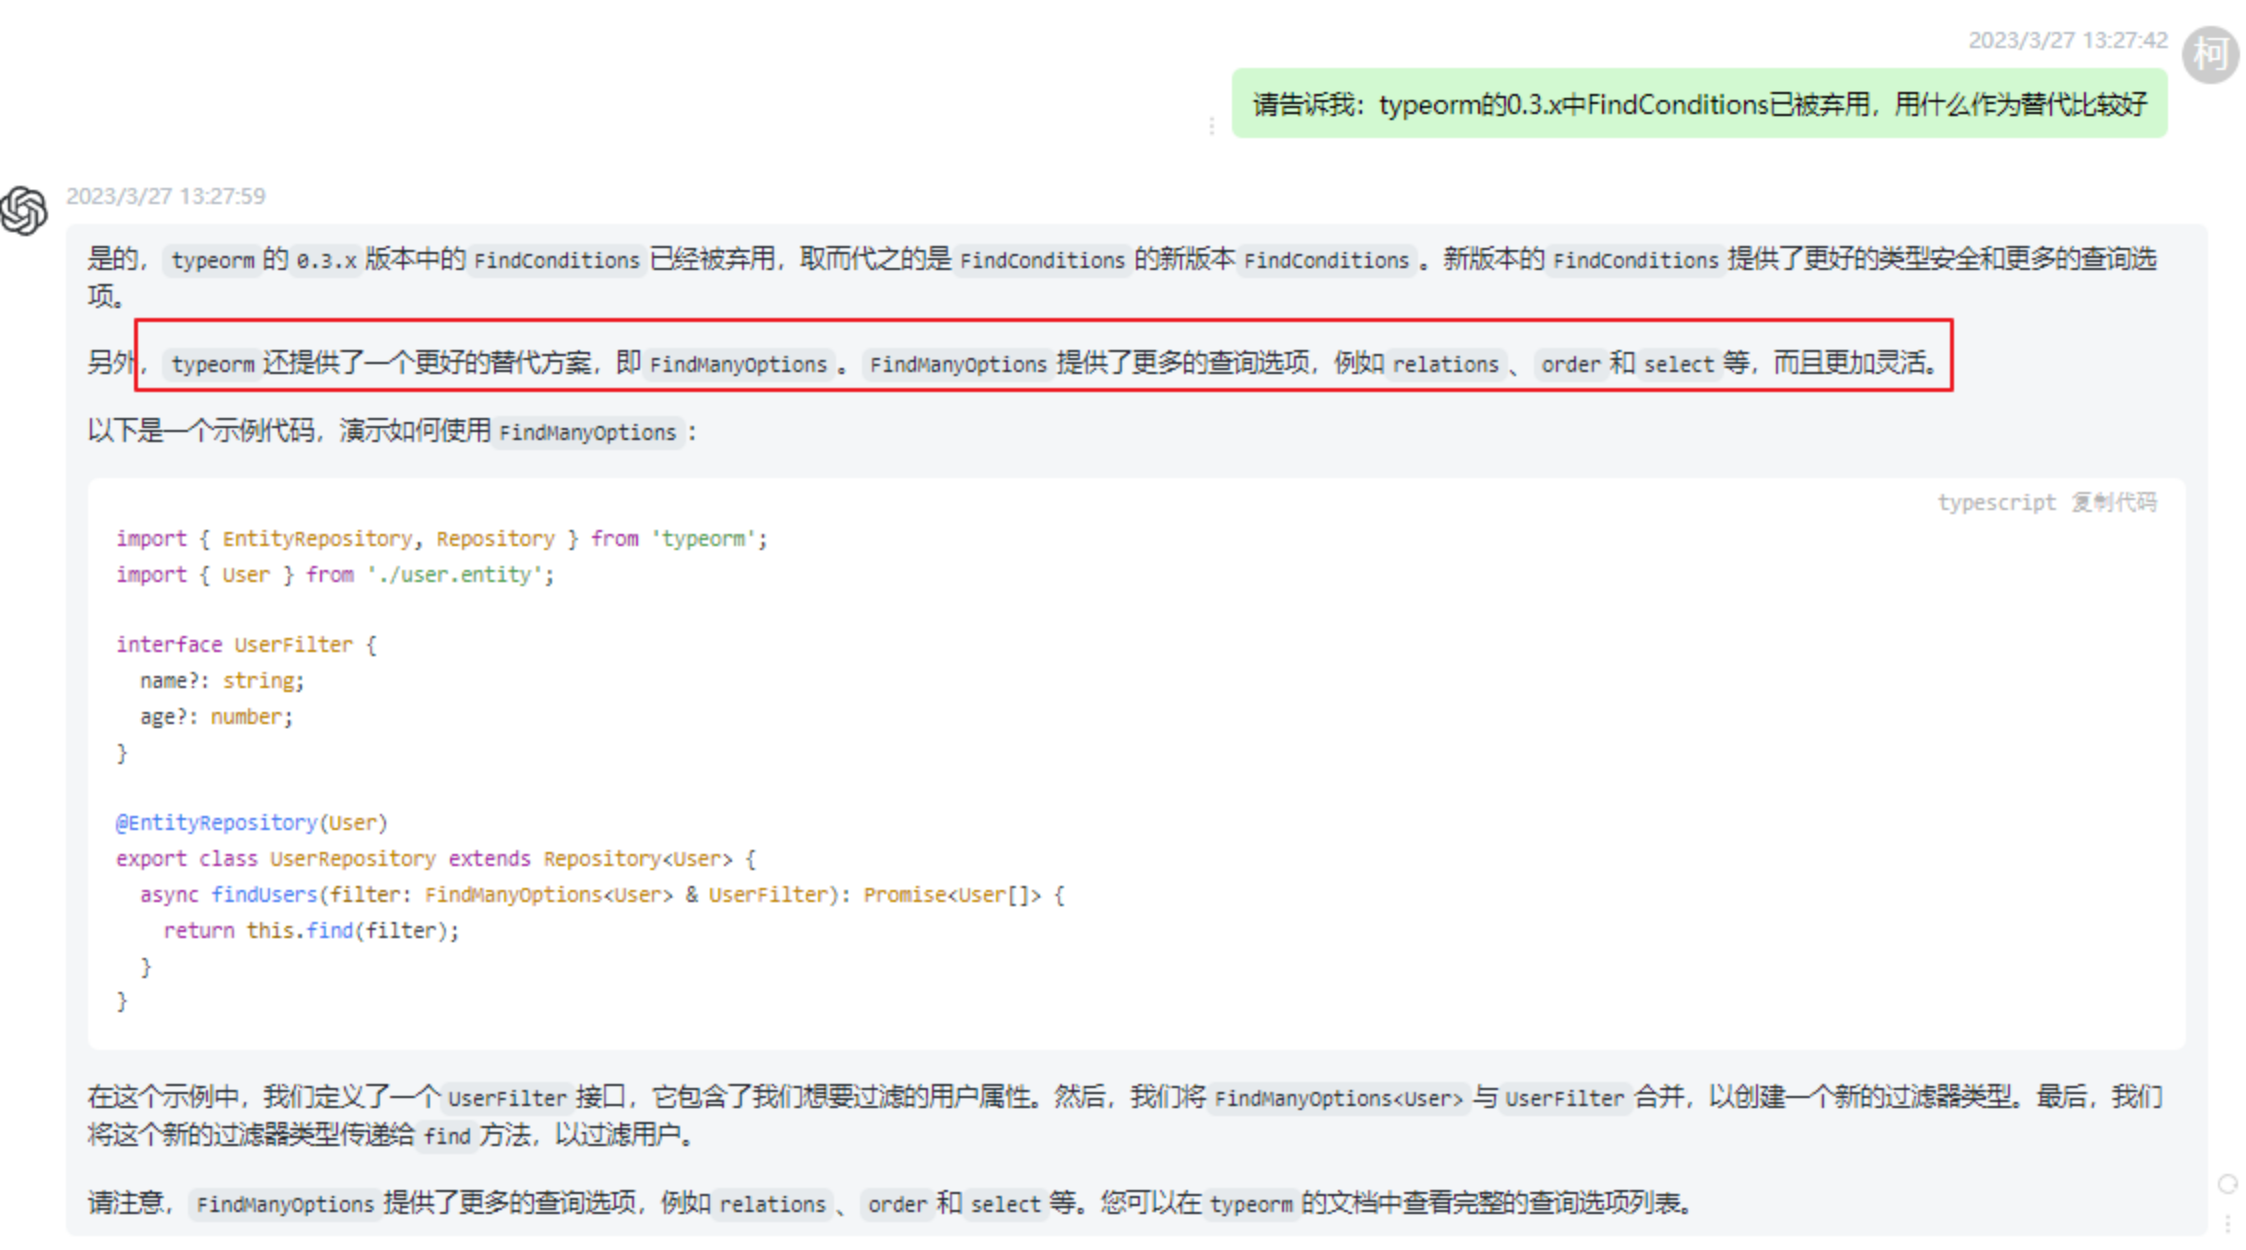 2023/3/27 13:27:42
柯
请告诉我：typeorm的0.3.x中FindConditions已被弃用，用什么作为替代比较好
2023/3/27 13:27:59
是的， typeorm 的 0.3.x 版本中的 FindConditions 已经被弃用，取而代之的是 FindConditions 的新版本 FindConditions 。新版本的 FindConditions 提供了更好的类型安全和更多的查询选
项。
另外， typeorm 还提供了一个更好的替代方案，即 FindManyOptions 。 FindManyOptions 提供了更多的查询选项，例如 relations 、 order 和 select 等，而且更加灵活。
以下是一个示例代码，演示如何使用 FindManyOptions ：
typescript 复制代码
import { EntityRepository, Repository } from 'typeorm';
import { User } from './user.entity';
interface UserFilter {
name?: string;
age?: number;
}
@EntityRepository(User)
export class UserRepository extends Repository<User> {
async findUsers(filter: FindManyOptions<User> & UserFilter): Promise<User[]> {
return this.find(filter);
}
}
在这个示例中，我们定义了一个 UserFilter 接口，它包含了我们想要过滤的用户属性。然后，我们将 FindManyOptions<User> 与 UserFilter 合并，以创建一个新的过滤器类型。最后，我们
将这个新的过滤器类型传递给 find 方法，以过滤用户。
请注意， FindManyOptions 提供了更多的查询选项，例如 relations 、 order 和 select 等。您可以在 typeorm 的文档中查看完整的查询选项列表。